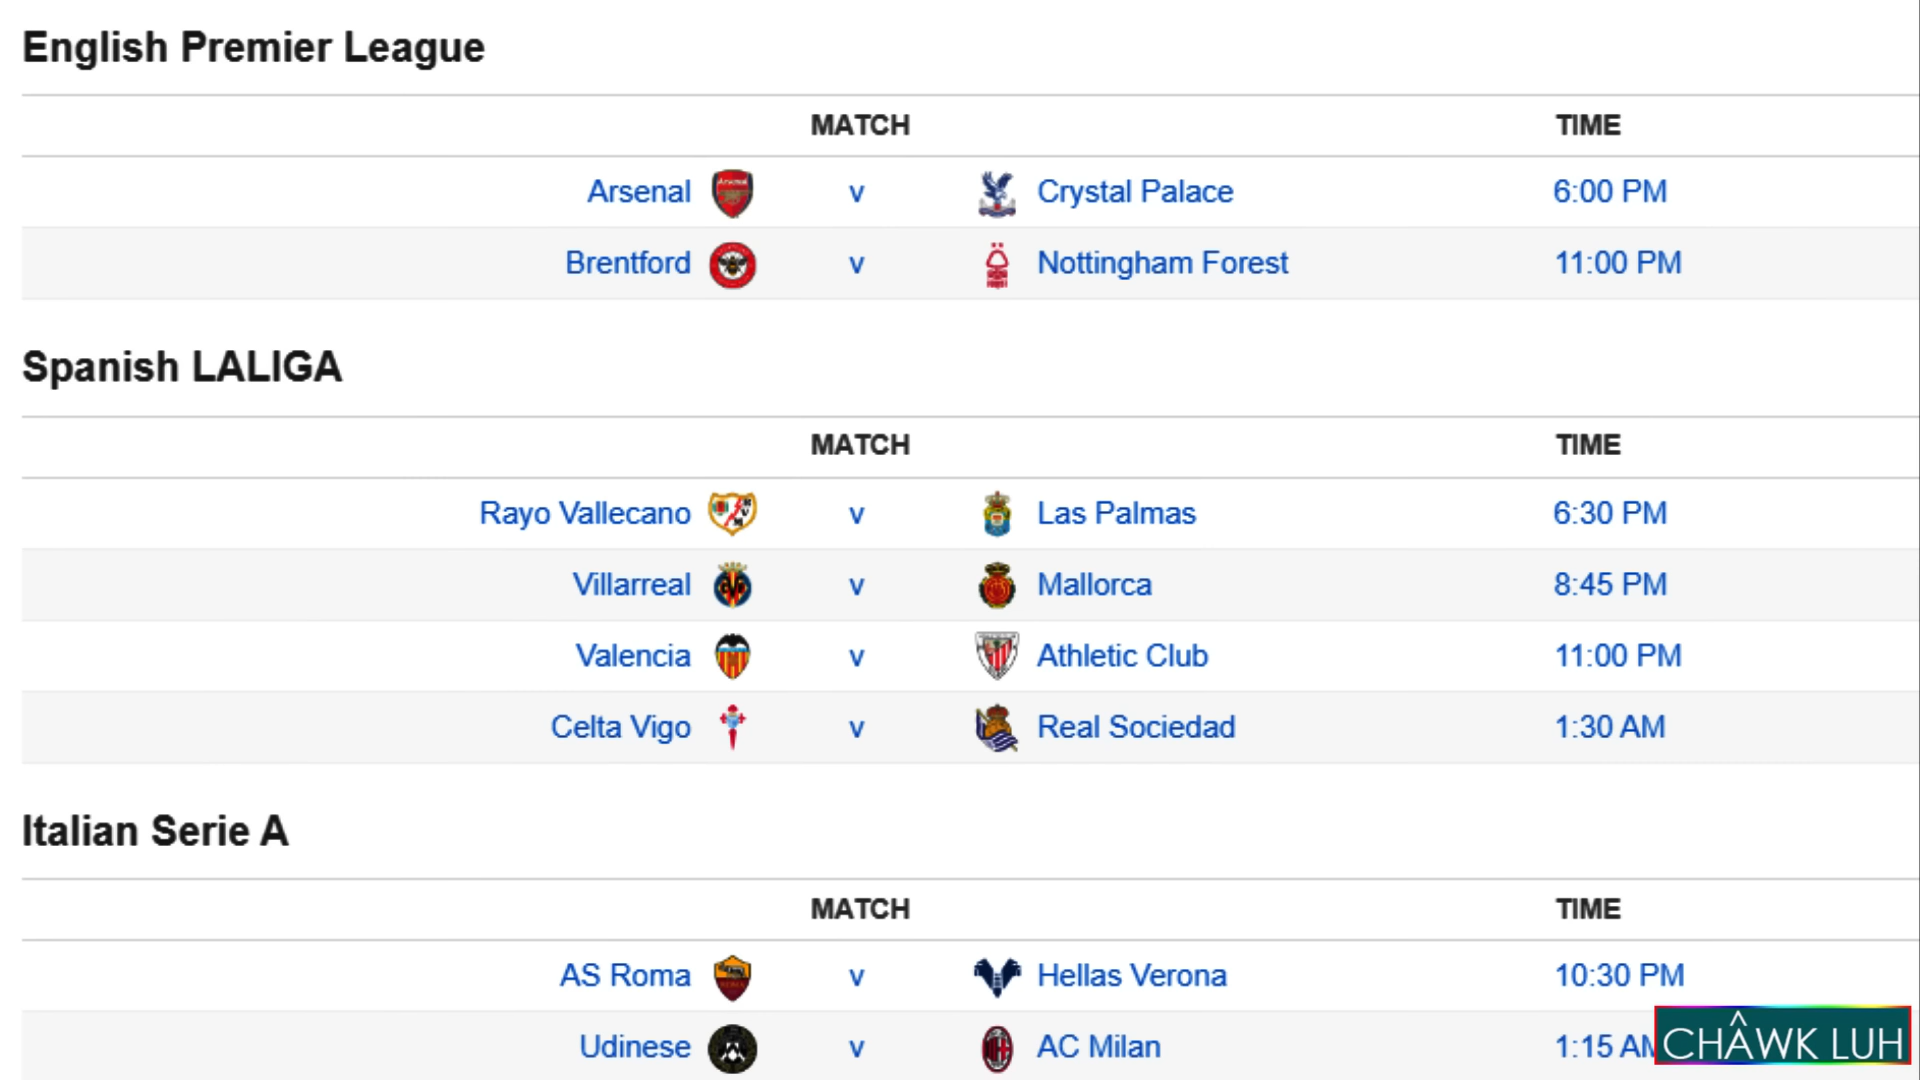 English Premier League
MATCH TIME
Arsenal v Crystal Palace 6:00 PM
Brentford v Nottingham Forest 11:00 PM
Spanish LALIGA
MATCH TIME
Rayo Vallecano v Las Palmas 6:30 PM
Villarreal v Mallorca 8:45 PM
Valencia v Athletic Club 11:00 PM
Celta Vigo v Real Sociedad 1:30 AM
Italian Serie A
MATCH TIME
AS Roma v Hellas Verona 10:30 PM
Udinese v AC Milan 1:15 AM
CHÂWK LUH